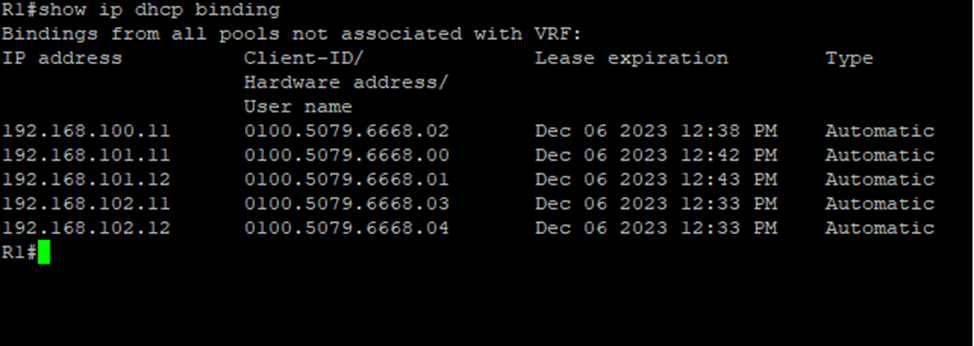 R1#show ip dhcp binding
Bindings from all pools not associated with VRF:
IP address          Client-ID/              Lease expiration        Type
                    Hardware address/
                    User name
192.168.100.11      0100.5079.6668.02       Dec 06 2023 12:38 PM    Automatic
192.168.101.11      0100.5079.6668.00       Dec 06 2023 12:42 PM    Automatic
192.168.101.12      0100.5079.6668.01       Dec 06 2023 12:43 PM    Automatic
192.168.102.11      0100.5079.6668.03       Dec 06 2023 12:33 PM    Automatic
192.168.102.12      0100.5079.6668.04       Dec 06 2023 12:33 PM    Automatic
R1#